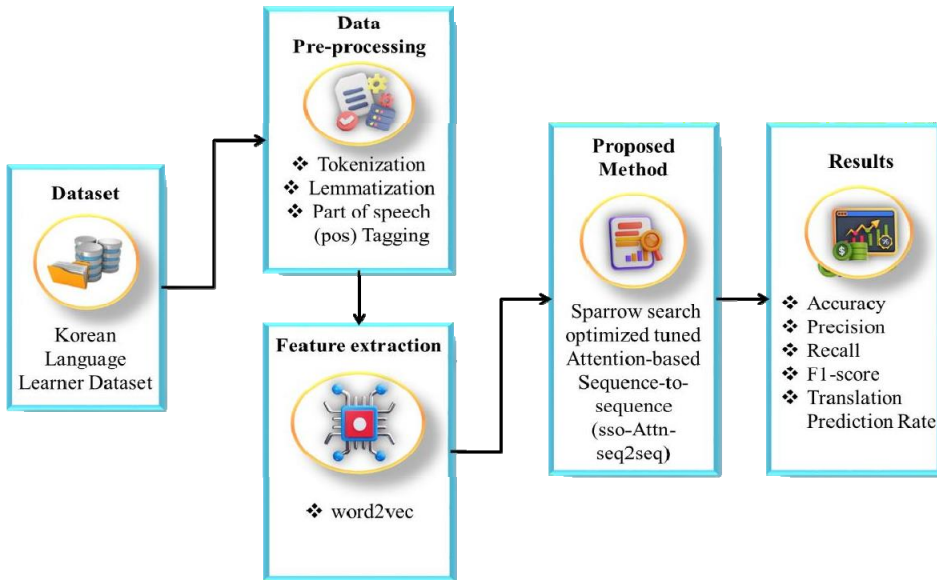 Dataset
Korean
Language
Learner Dataset
Data
Pre-processing
❖ Tokenization
❖ Lemmatization
❖ Part of speech
(pos) Tagging
Feature extraction
❖ word2vec
Proposed
Method
Sparrow search
optimized tuned
Attention-based
Sequence-to-
sequence
(sso-Attn-
seq2seq)
Results
❖ Accuracy
❖ Precision
❖ Recall
❖ F1-score
❖ Translation
Prediction Rate